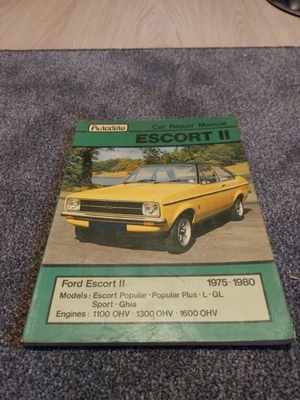 Autodata
Car Repair Manual
ESCORT II
Ford Escort II 1975-1980
Models: Escort Popular · Popular Plus · L · GL
Sport · Ghia
Engines: 1100 OHV · 1300 OHV · 1600 OHV